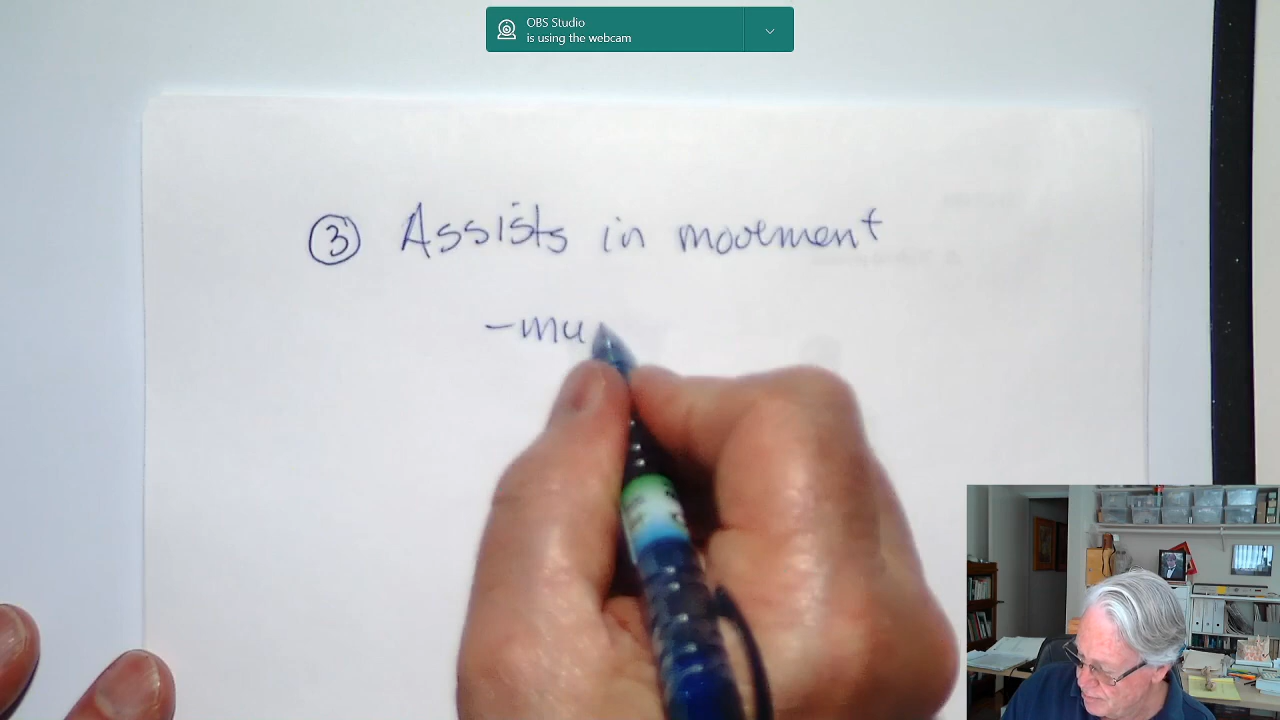 OBS Studio
is using the webcam
③ Assists in movement
-mu